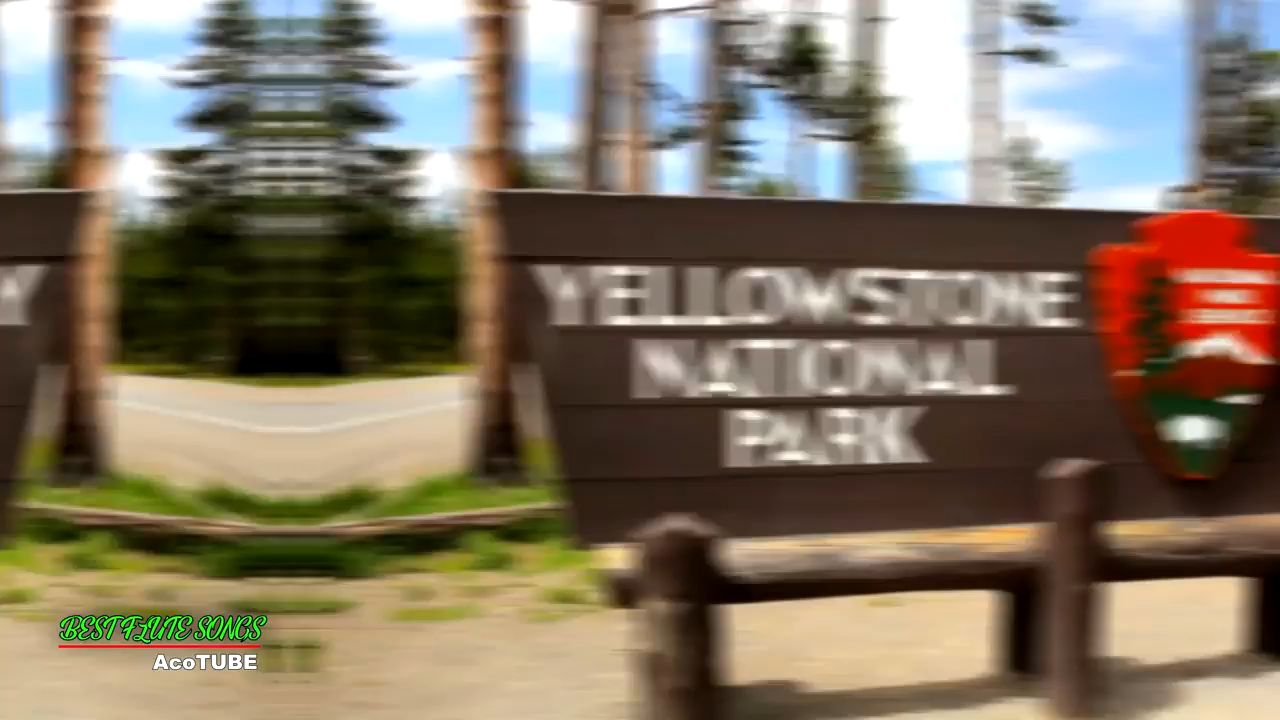 Y
YELLOWSTONE
NATIONAL
PARK
BEST FLUTE SONGS
AcoTUBE